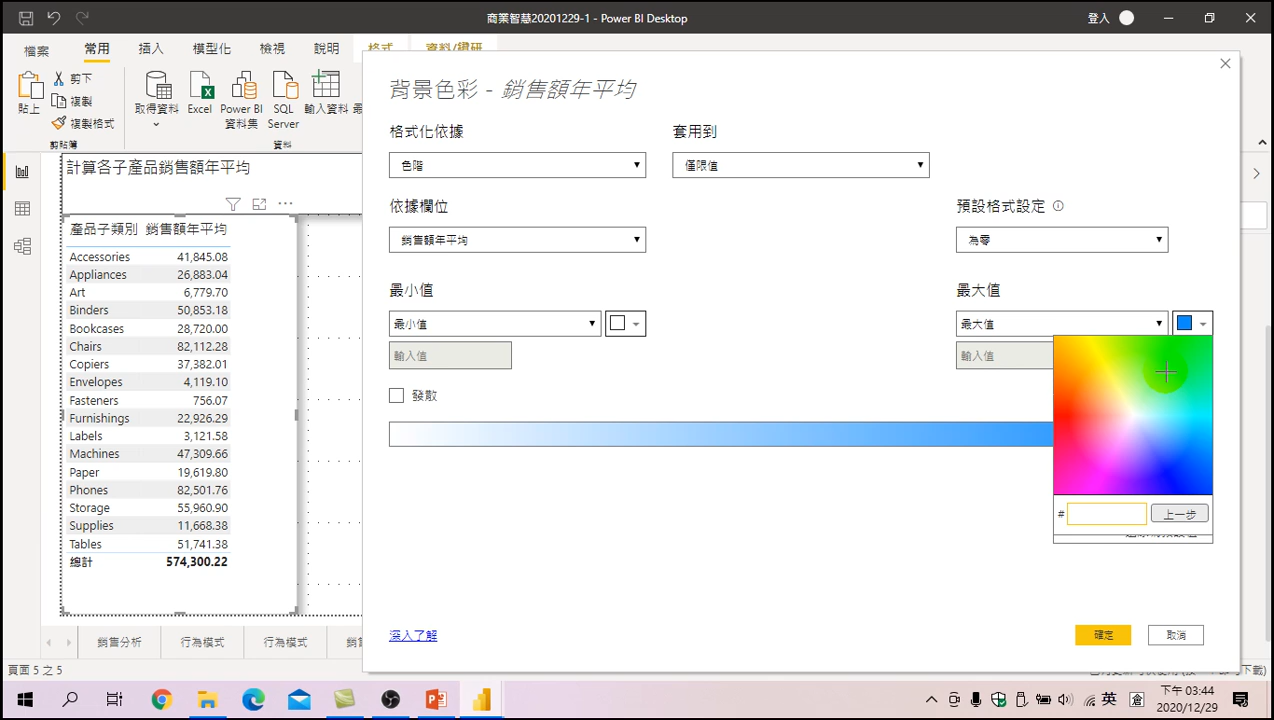 商業智慧20201229-1 - Power BI Desktop
登入
檔案
常用
插入
模型化
檢視
說明
格式
資料/鑽研
貼上
剪下
複製
複製格式
剪貼簿
取得資料
Excel
Power BI
資料集
SQL
Server
輸入資料
資料
計算各子產品銷售額年平均
產品子類別 銷售額年平均
Accessories 41,845.08
Appliances 26,883.04
Art 6,779.70
Binders 50,853.18
Bookcases 28,720.00
Chairs 82,112.28
Copiers 37,382.01
Envelopes 4,119.10
Fasteners 756.07
Furnishings 22,926.29
Labels 3,121.58
Machines 47,309.66
Paper 19,619.80
Phones 82,501.76
Storage 55,960.90
Supplies 11,668.38
Tables 51,741.38
總計 574,300.22
背景色彩 - 銷售額年平均
格式化依據
套用到
色階
僅限值
依據欄位
預設格式設定
銷售額年平均
為零
最小值
最大值
最小值
最大值
輸入值
輸入值
發散
#
上一步
深入了解
確定
取消
銷售分析
行為模式
行為模式
頁面 5 之 5
英
倉
下午 03:44
2020/12/29